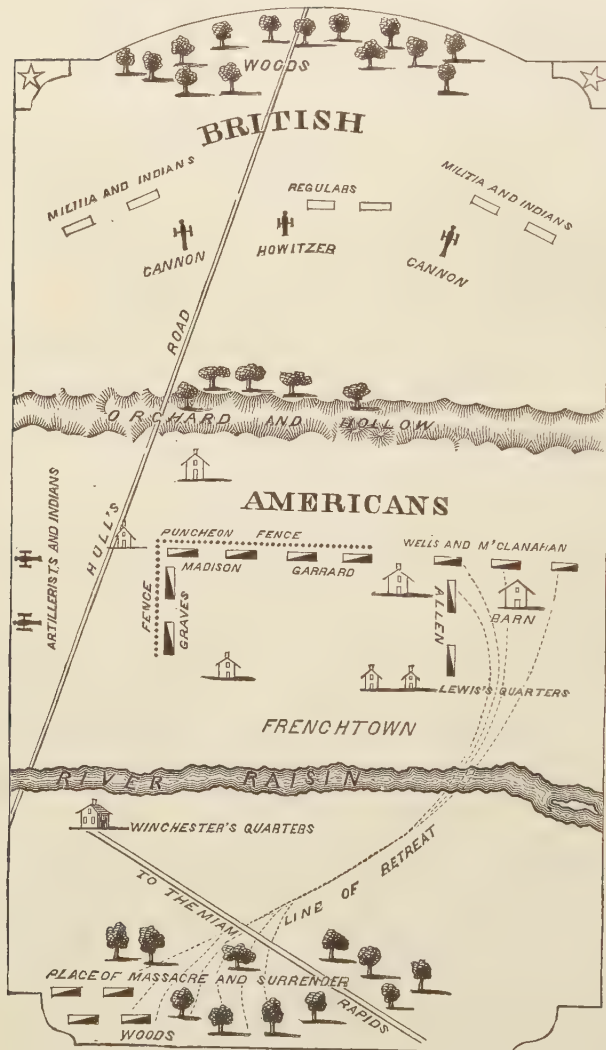 WOODS
BRITISH
MILITIA AND INDIANS
REGULARS
MILITIA AND INDIANS
CANNON
HOWITZER
CANNON
HULL'S ROAD
ORCHARD AND HOLLOW
AMERICANS
ARTILLERISTS AND INDIANS
PUNCHEON FENCE
WELLS AND M'CLANAHAN
MADISON
GARRARD
FENCE
GRAVES
ALLEN
BARN
LEWIS'S QUARTERS
FRENCHTOWN
RIVER RAISIN
WINCHESTER'S QUARTERS
TO THE MIAMI RAPIDS
LINE OF RETREAT
PLACE OF MASSACRE AND SURRENDER
WOODS